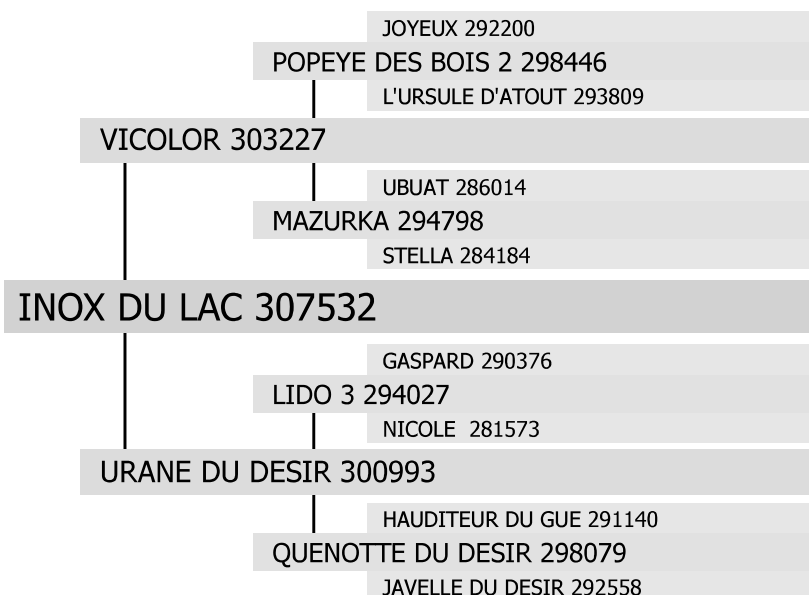 JOYEUX 292200
POPEYE DES BOIS 2 298446
L'URSULE D'ATOUT 293809
VICOLOR 303227
UBUAT 286014
MAZURKA 294798
STELLA 284184
INOX DU LAC 307532
GASPARD 290376
LIDO 3 294027
NICOLE 281573
URANE DU DESIR 300993
HAUDITEUR DU GUE 291140
QUENOTTE DU DESIR 298079
JAVELLE DU DESIR 292558